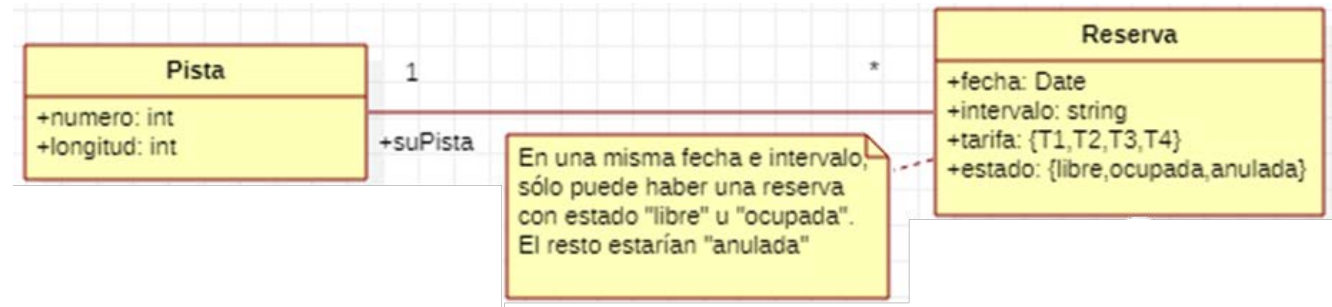 Pista
+numero: int
+longitud: int
1
+suPista
*
En una misma fecha e intervalo,
sólo puede haber una reserva
con estado "libre" u "ocupada".
El resto estarían "anulada"
Reserva
+fecha: Date
+intervalo: string
+tarifa: {T1,T2,T3,T4}
+estado: {libre,ocupada,anulada}